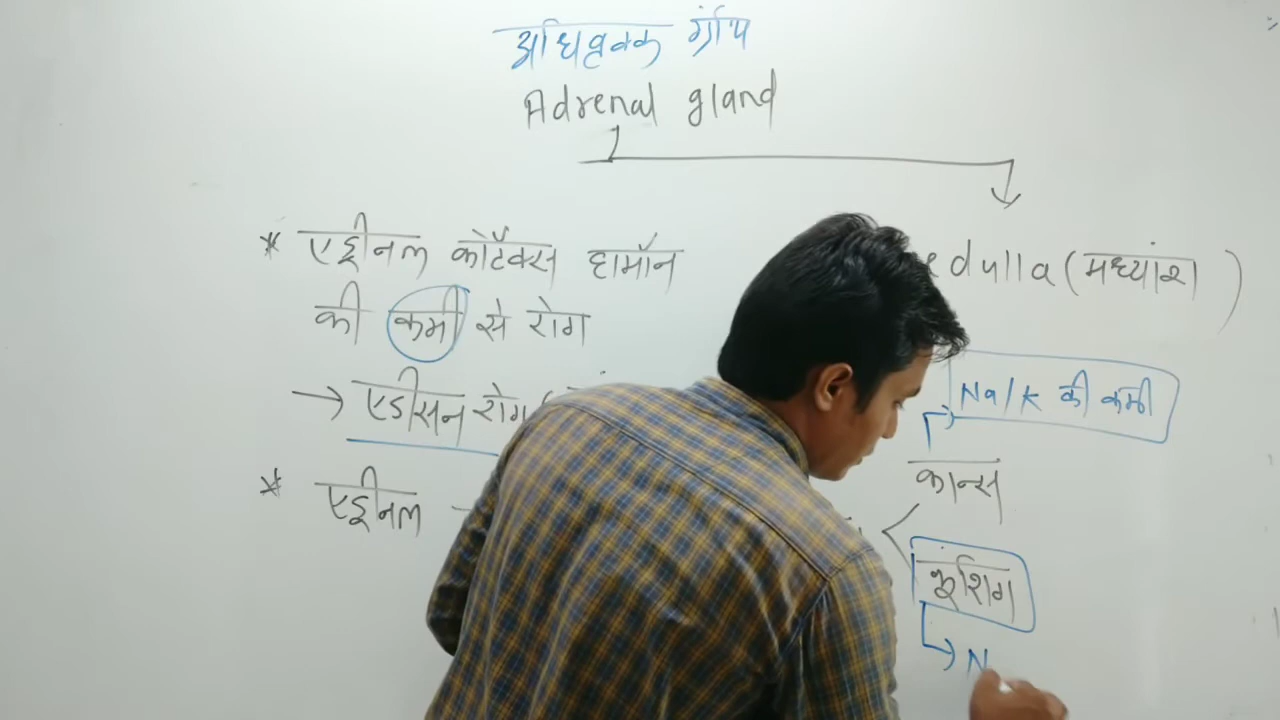 अधिवृक्क ग्रंथि
Adrenal gland
* एड्रीनल कोर्टेक्स हार्मोन
edulla (मध्यांश)
की कमी से रोग
Na/K की कमी
→ एडीसन रोग
कान्स
* एड्रीनल
कूशिंग
→ N